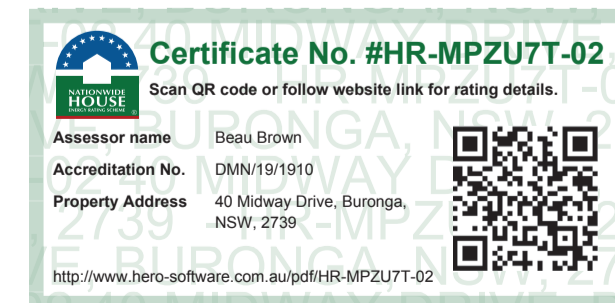 Certificate No. #HR-MPZU7T-02
NATIONWIDE
HOUSE
ENERGY RATING SCHEME ®
Scan QR code or follow website link for rating details.
Assessor name Beau Brown
Accreditation No. DMN/19/1910
Property Address 40 Midway Drive, Buronga,
NSW, 2739
http://www.hero-software.com.au/pdf/HR-MPZU7T-02